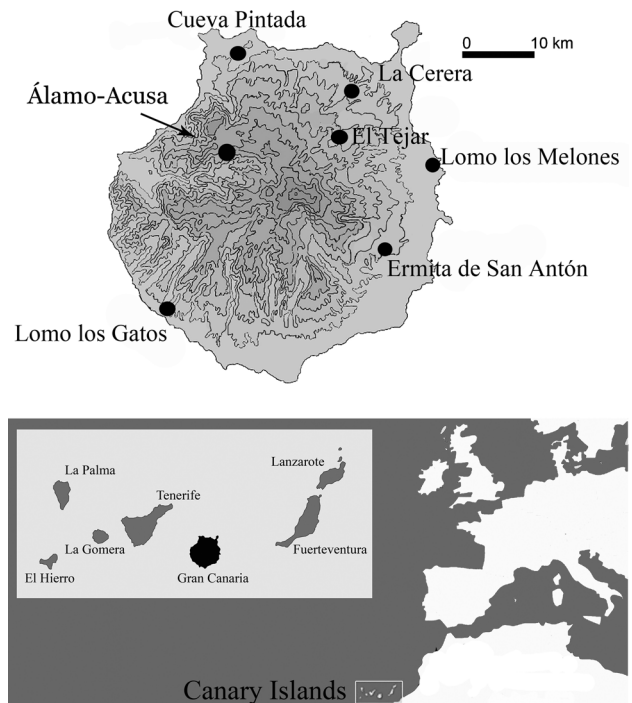 Cueva Pintada
0 10 km
La Cerera
Álamo-Acusa
El Tejar
Lomo los Melones
Ermita de San Antón
Lomo los Gatos
Lanzarote
La Palma
Tenerife
La Gomera
Fuerteventura
El Hierro
Gran Canaria
Canary Islands